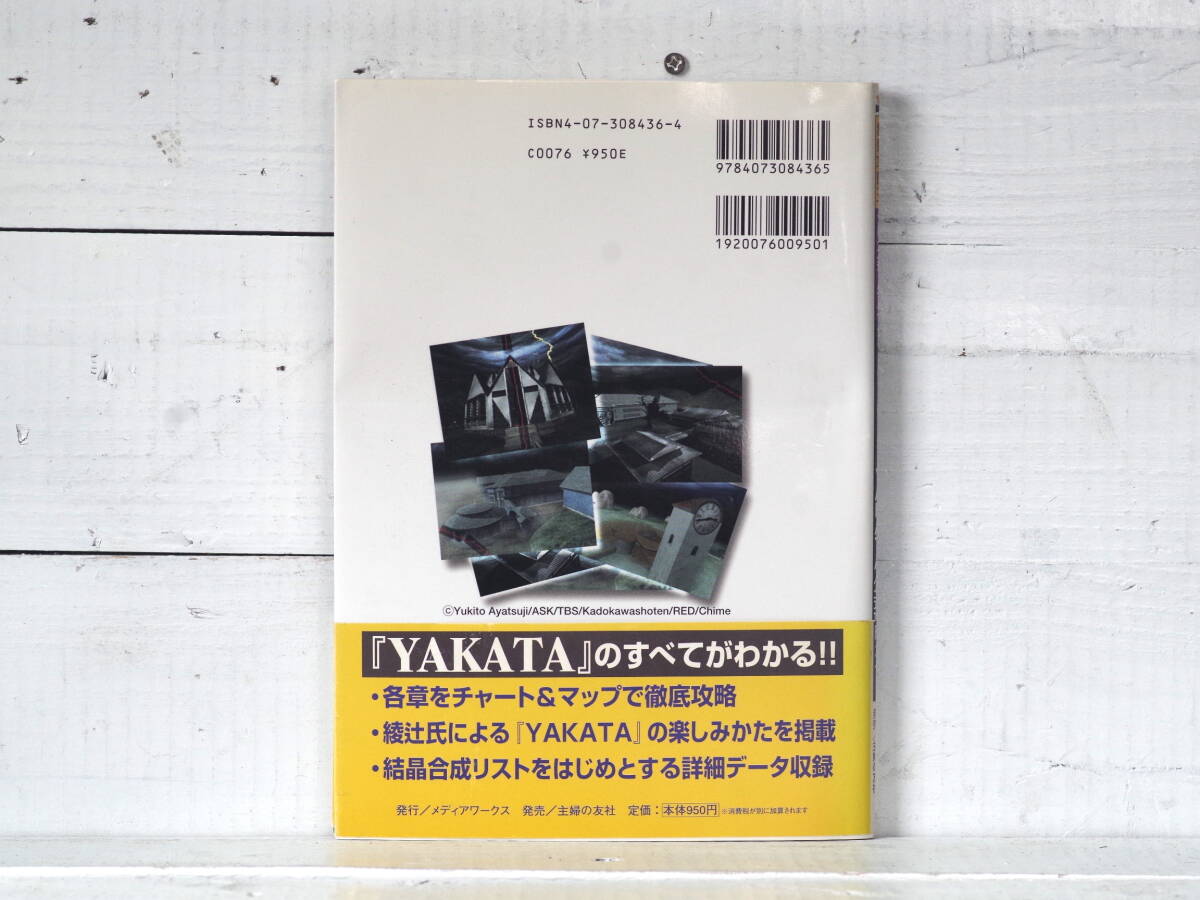 ISBN4-07-308436-4
C0076 ¥950E
9784073084365
1920076009501
©Yukito Ayatsuji/ASK/TBS/Kadokawashoten/RED/Chime
『YAKATA』のすべてがわかる!!
・各章をチャート&マップで徹底攻略
・綾辻氏による『YAKATA』の楽しみかたを掲載
・結晶合成リストをはじめとする詳細データ収録
発行/メディアワークス 発売/主婦の友社 定価:本体950円 ※消費税が別に加算されます